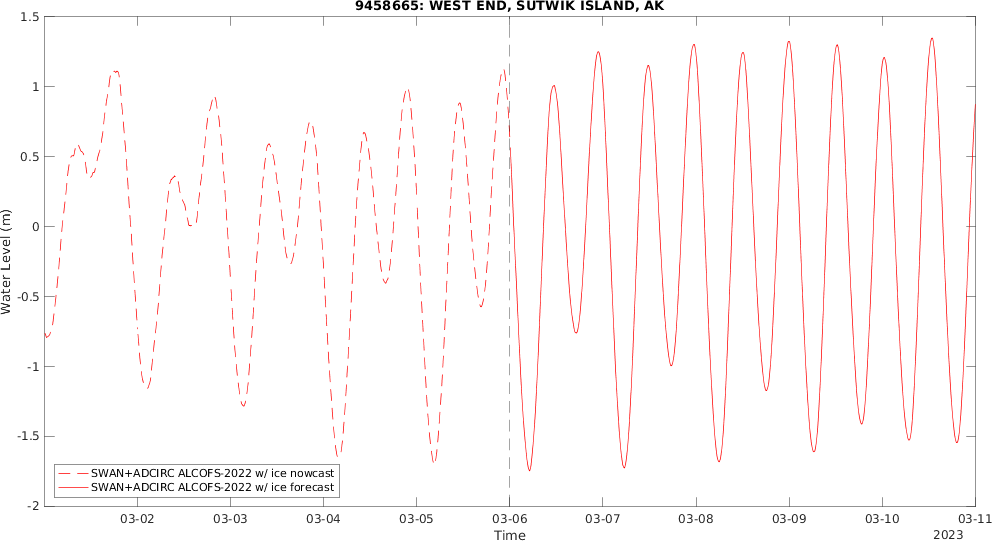 9458665: WEST END, SUTWIK ISLAND, AK
1.5
1
0.5
0
-0.5
-1
-1.5
-2
Water Level (m)
SWAN+ADCIRC ALCOFS-2022 w/ ice nowcast
SWAN+ADCIRC ALCOFS-2022 w/ ice forecast
03-02 03-03 03-04 03-05 03-06 03-07 03-08 03-09 03-10 03-11
Time
2023